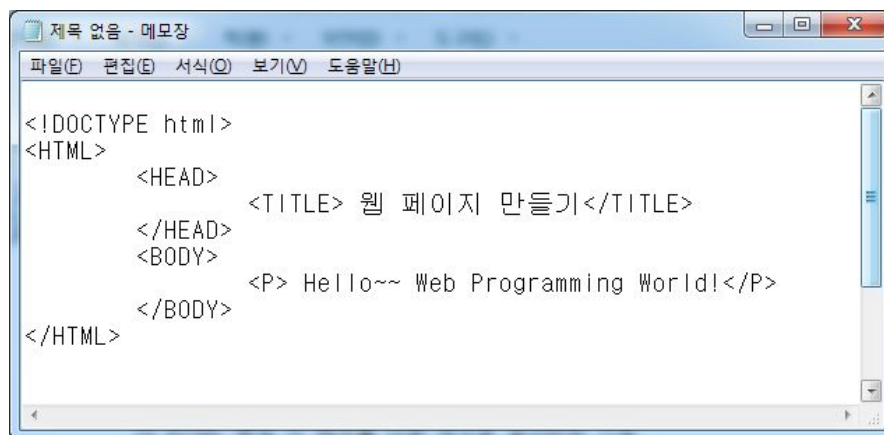 제목 없음 - 메모장
파일(F) 편집(E) 서식(O) 보기(V) 도움말(H)
<!DOCTYPE html>
<HTML>
<HEAD>
<TITLE> 웹 페이지 만들기</TITLE>
</HEAD>
<BODY>
<P> Hello~~ Web Programming World!</P>
</BODY>
</HTML>